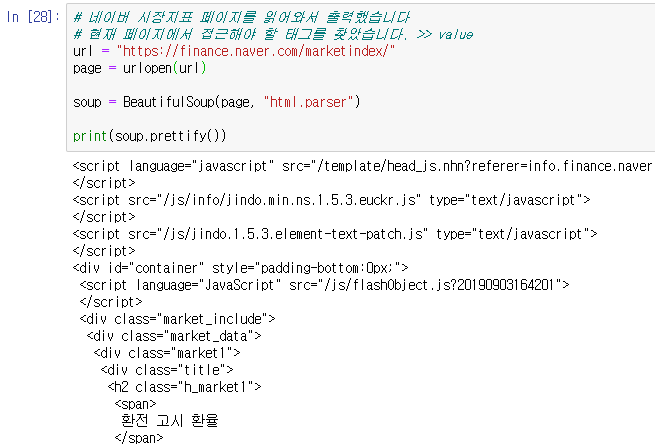 In [28]:
# 네이버 시장지표 페이지를 읽어와서 출력했습니다
# 현재 페이지에서 접근해야 할 태그를 찾았습니다. >> value
url = "https://finance.naver.com/marketindex/"
page = urlopen(url)
soup = BeautifulSoup(page, "html.parser")
print(soup.prettify())
<script language="javascript" src="/template/head_js.nhn?referer=info.finance.naver
</script>
<script src="/js/info/jindo.min.ns.1.5.3.euckr.js" type="text/javascript">
</script>
<script src="/js/jindo.1.5.3.element-text-patch.js" type="text/javascript">
</script>
<div id="container" style="padding-bottom:0px;">
<script language="JavaScript" src="/js/flashObject.js?20190903164201">
</script>
<div class="market_include">
<div class="market_data">
<div class="market1">
<div class="title">
<h2 class="h_market1">
<span>
환전 고시 환율
</span>